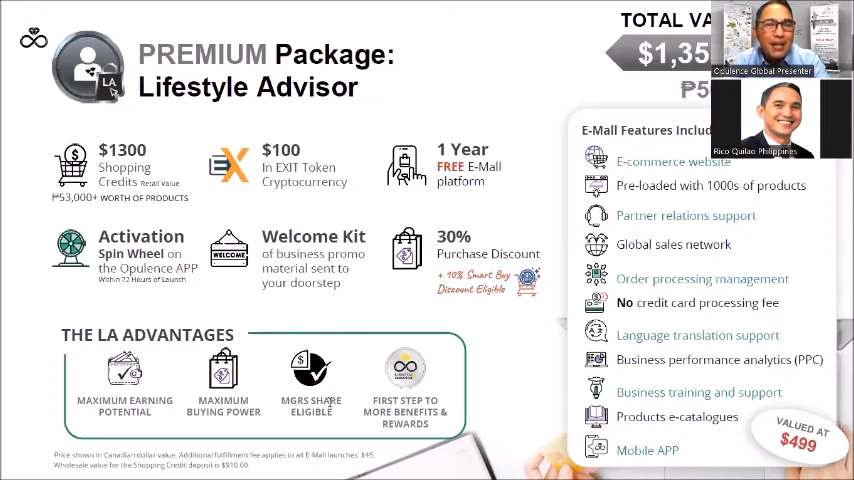 TOTAL VA
$1,35
₱5
PREMIUM Package:
Lifestyle Advisor
LA
$1300
Shopping
Credits Retail Value
₱53,000+ WORTH OF PRODUCTS
EX
$100
In EXIT Token
Cryptocurrency
1 Year
FREE E-Mall
platform
Activation
Spin Wheel on
the Opulence APP
Within 72 Hours of Launch
WELCOME
Welcome Kit
of business promo
material sent to
your doorstep
30%
Purchase Discount
+ 10% Smart Buy
Discount Eligible
THE LA ADVANTAGES
MAXIMUM EARNING
POTENTIAL
MAXIMUM
BUYING POWER
MGRS SHARE
ELIGIBLE
FIRST STEP TO
MORE BENEFITS &
REWARDS
Price shown in Canadian dollar value. Additional fulfillment fee applies to all E-Mall launches: $45.
Wholesale value for the Shopping Credit deposit is $910.00.
E-Mall Features Includ
E-commerce website
Pre-loaded with 1000s of products
Partner relations support
Global sales network
Order processing management
No credit card processing fee
Language translation support
Business performance analytics (PPC)
Business training and support
Products e-catalogues
Mobile APP
VALUED AT
$499
Opulence Global Presenter
Rico Quilao Philippines